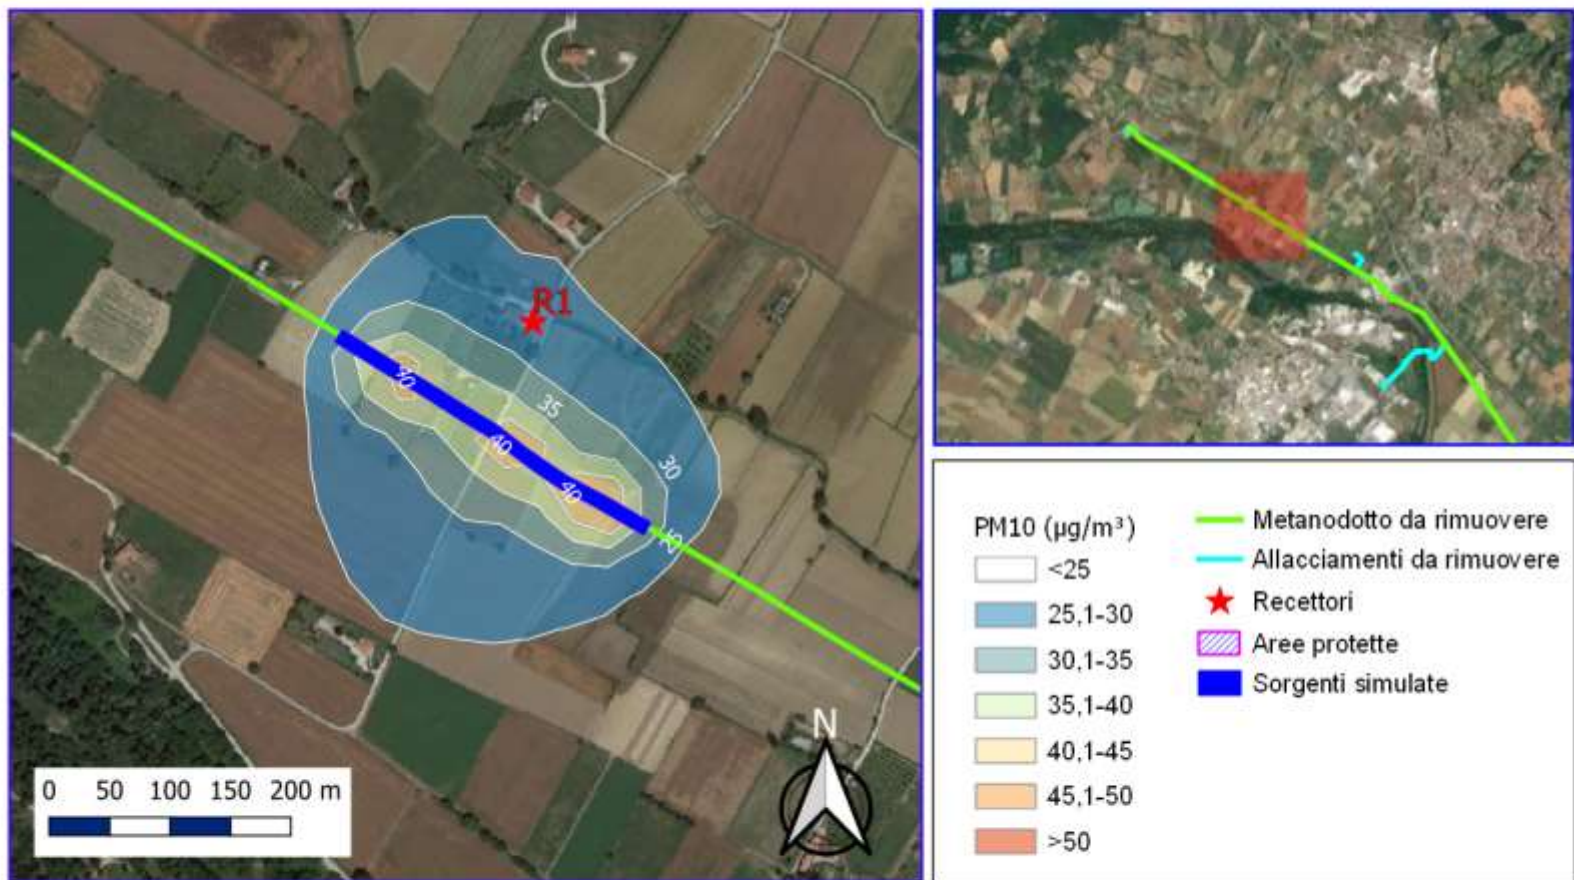 R1
35
40
30
40
40
25
N
0 50 100 150 200 m
PM10 (µg/m³)
<25
25,1-30
30,1-35
35,1-40
40,1-45
45,1-50
>50
Metanodotto da rimuovere
Allacciamenti da rimuovere
Recettori
Aree protette
Sorgenti simulate